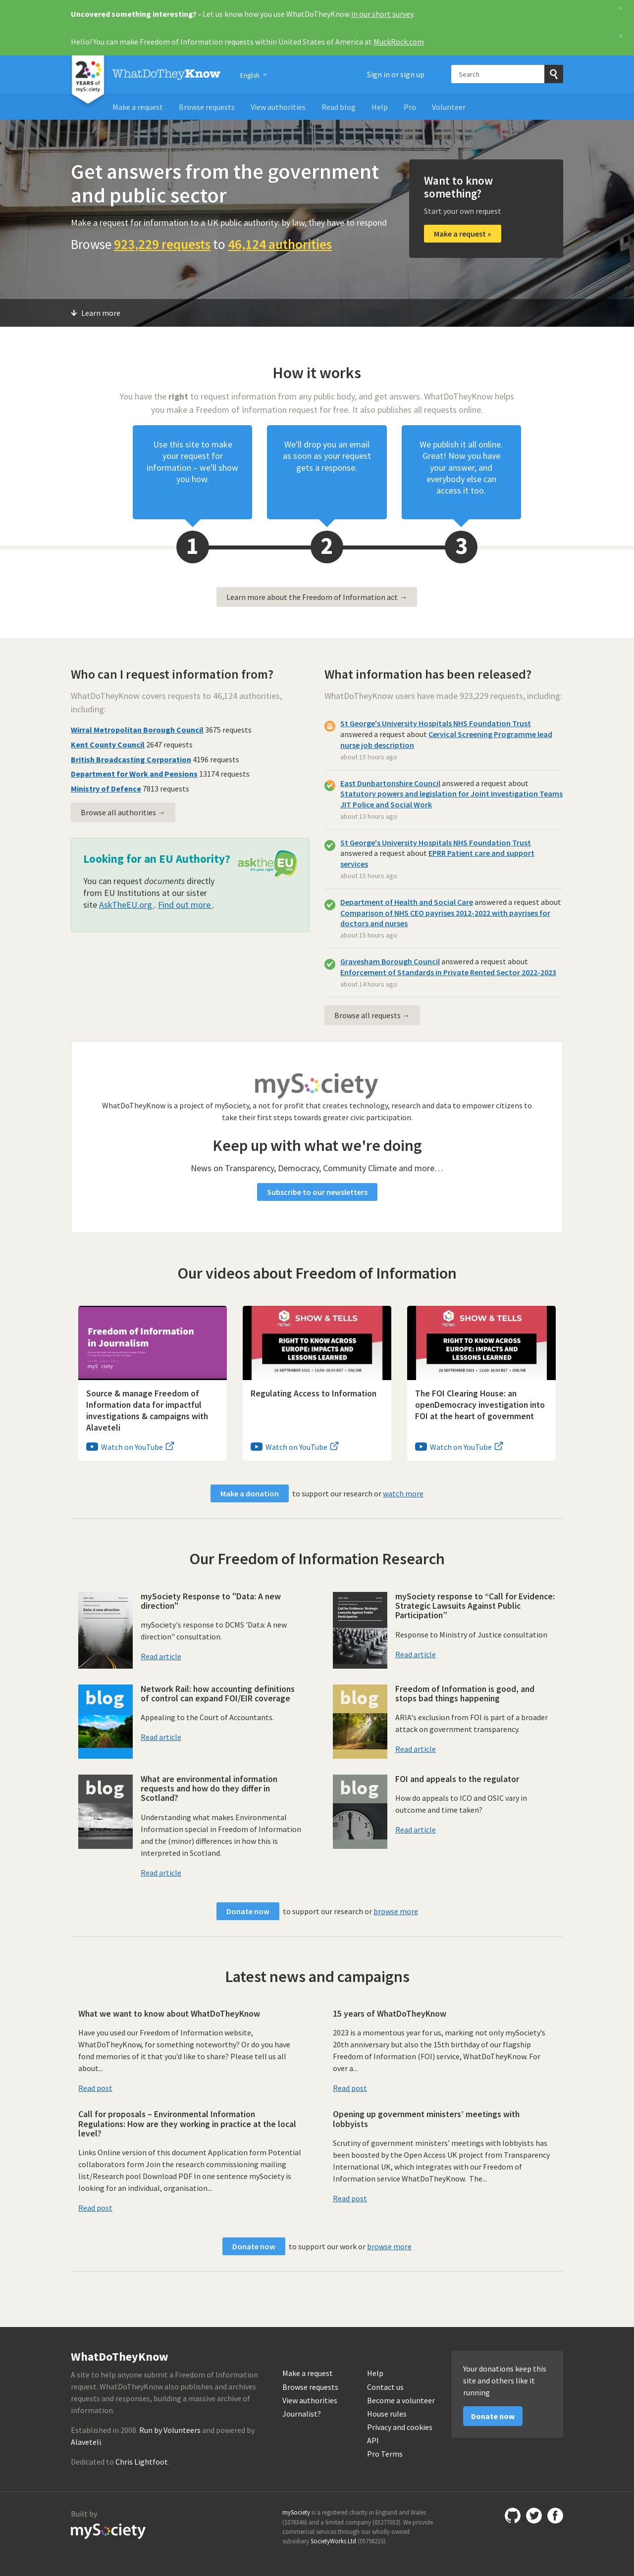 Uncovered something interesting? - Let us know how you use WhatDoTheyKnow in our short survey.
Hello! You can make Freedom of Information requests within United States of America at MuckRock.com
20
YEARS of
mySociety
WhatDoTheyKnow
English
Sign in or sign up
Search
Make a request
Browse requests
View authorities
Read blog
Help
Pro
Volunteer
Get answers from the government
and public sector
Make a request for information to a UK public authority: by law, they have to respond
Browse 923,229 requests to 46,124 authorities
Want to know
something?
Start your own request
Make a request »
Learn more
How it works
You have the right to request information from any public body, and get answers. WhatDoTheyKnow helps
you make a Freedom of Information request for free. It also publishes all requests online.
Use this site to make
your request for
information – we'll show
you how.
We'll drop you an email
as soon as your request
gets a response.
We publish it all online.
Great! Now you have
your answer, and
everybody else can
access it too.
1
2
3
Learn more about the Freedom of Information act →
Who can I request information from?
WhatDoTheyKnow covers requests to 46,124 authorities,
including:
Wirral Metropolitan Borough Council 3675 requests
Kent County Council 2647 requests
British Broadcasting Corporation 4196 requests
Department for Work and Pensions 13174 requests
Ministry of Defence 7813 requests
Browse all authorities →
Looking for an EU Authority?
asktheEU
it's your right
You can request documents directly
from EU Institutions at our sister
site AskTheEU.org . Find out more .
What information has been released?
WhatDoTheyKnow users have made 923,229 requests, including:
St George's University Hospitals NHS Foundation Trust
answered a request about Cervical Screening Programme lead
nurse job description
about 15 hours ago
East Dunbartonshire Council answered a request about
Statutory powers and legislation for Joint Investigation Teams
JIT Police and Social Work
about 13 hours ago
St George's University Hospitals NHS Foundation Trust
answered a request about EPRR Patient care and support
services
about 15 hours ago
Department of Health and Social Care answered a request about
Comparison of NHS CEO payrises 2012-2022 with payrises for
doctors and nurses
about 15 hours ago
Gravesham Borough Council answered a request about
Enforcement of Standards in Private Rented Sector 2022-2023
about 14 hours ago
Browse all requests →
mySociety
WhatDoTheyKnow is a project of mySociety, a not for profit that creates technology, research and data to empower citizens to
take their first steps towards greater civic participation.
Keep up with what we're doing
News on Transparency, Democracy, Community Climate and more…
Subscribe to our newsletters
Our videos about Freedom of Information
Freedom of Information
in Journalism
mySociety
Source & manage Freedom of
Information data for impactful
investigations & campaigns with
Alaveteli
Watch on YouTube
TICTeC
SHOW & TELLS
RIGHT TO KNOW ACROSS
EUROPE: IMPACTS AND
LESSONS LEARNED
Regulating Access to Information
Watch on YouTube
TICTeC
SHOW & TELLS
RIGHT TO KNOW ACROSS
EUROPE: IMPACTS AND
LESSONS LEARNED
The FOI Clearing House: an
openDemocracy investigation into
FOI at the heart of government
Watch on YouTube
Make a donation to support our research or watch more
Our Freedom of Information Research
Data: A new direction
mySociety Response to "Data: A new
direction"
mySociety's response to DCMS 'Data: A new
direction" consultation.
Read article
Call for Evidence: Strategic
Lawsuits Against Public
Participation
mySociety response to “Call for Evidence:
Strategic Lawsuits Against Public
Participation”
Response to Ministry of Justice consultation
Read article
blog
Network Rail: how accounting definitions
of control can expand FOI/EIR coverage
Appealing to the Court of Accountants.
Read article
blog
Freedom of Information is good, and
stops bad things happening
ARIA's exclusion from FOI is part of a broader
attack on government transparency.
Read article
blog
What are environmental information
requests and how do they differ in
Scotland?
Understanding what makes Environmental
Information special in Freedom of Information
and the (minor) differences in how this is
interpreted in Scotland.
Read article
blog
FOI and appeals to the regulator
How do appeals to ICO and OSIC vary in
outcome and time taken?
Read article
Donate now to support our research or browse more
Latest news and campaigns
What we want to know about WhatDoTheyKnow
Have you used our Freedom of Information website,
WhatDoTheyKnow, for something noteworthy? Or do you have
fond memories of it that you'd like to share? Please tell us all
about...
Read post
15 years of WhatDoTheyKnow
2023 is a momentous year for us, marking not only mySociety’s
20th anniversary but also the 15th birthday of our flagship
Freedom of Information (FOI) service, WhatDoTheyKnow. For
over a...
Read post
Call for proposals – Environmental Information
Regulations: How are they working in practice at the local
level?
Links Online version of this document Application form Potential
collaborators form Join the research commissioning mailing
list/Research pool Download PDF In one sentence mySociety is
looking for an individual, organisation...
Read post
Opening up government ministers’ meetings with
lobbyists
Scrutiny of government ministers’ meetings with lobbyists has
been boosted by the Open Access UK project from Transparency
International UK, which integrates with our Freedom of
Information service WhatDoTheyKnow. The...
Read post
Donate now to support our work or browse more
WhatDoTheyKnow
A site to help anyone submit a Freedom of Information
request. WhatDoTheyKnow also publishes and archives
requests and responses, building a massive archive of
information.
Established in 2008. Run by Volunteers and powered by
Alaveteli.
Dedicated to Chris Lightfoot.
Make a request
Browse requests
View authorities
Journalist?
Help
Contact us
Become a volunteer
House rules
Privacy and cookies
API
Pro Terms
Your donations keep this
site and others like it
running
Donate now
Built by
mySociety
mySociety is a registered charity in England and Wales
(1076346) and a limited company (03277032). We provide
commercial services through our wholly owned
subsidiary SocietyWorks Ltd (05798215).